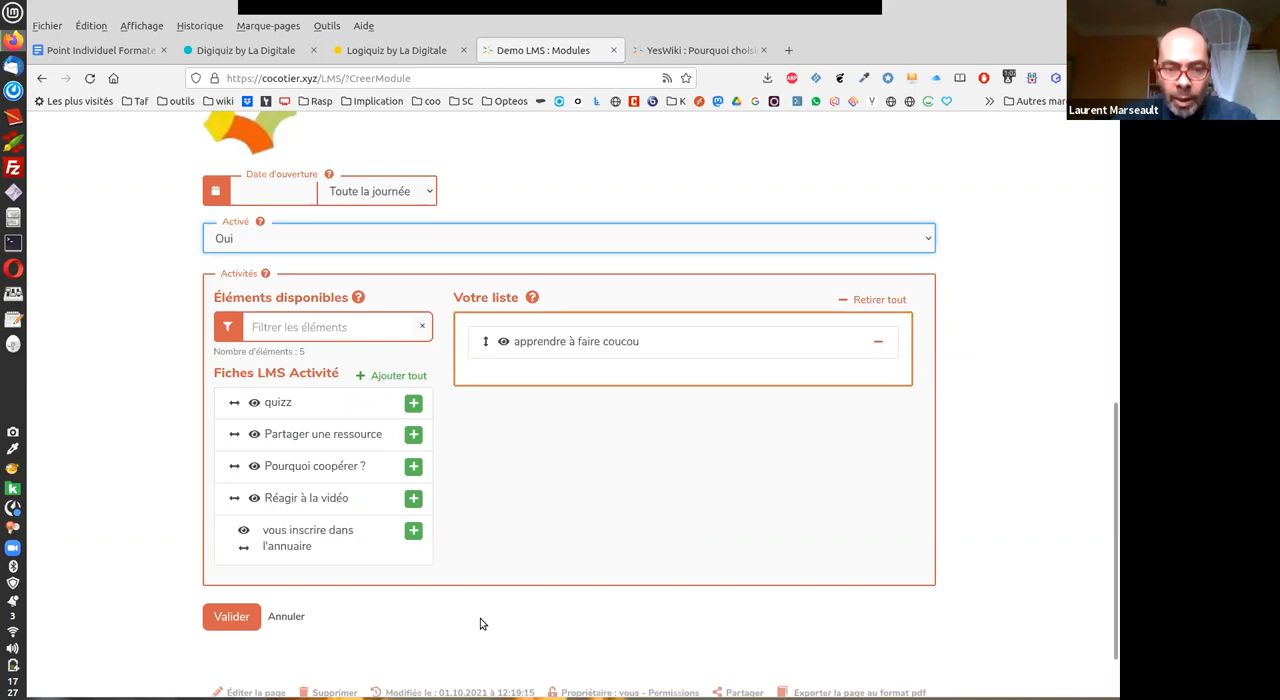 Fichier Édition Affichage Historique Marque-pages Outils Aide
Point Individuel Formate × Digiquiz by La Digitale × Logiquiz by La Digitale × Demo LMS : Modules × YesWiki : Pourquoi choisi × +
https://cocotier.xyz/LMS/?CreerModule
Les plus visités Taf outils wiki Rasp Implication coo SC Opteos K Autres mar
Laurent Marseault
Date d'ouverture
Toute la journée
Activé
Oui
Activités
Éléments disponibles
Votre liste
Retirer tout
Filtrer les éléments ×
apprendre à faire coucou
Nombre d'éléments : 5
Fiches LMS Activité
Ajouter tout
quizz
Partager une ressource
Pourquoi coopérer ?
Réagir à la vidéo
vous inscrire dans
l'annuaire
Valider Annuler
Éditer la page Supprimer Modifiée le : 01.10.2021 à 12:19:15 Propriétaire : vous - Permissions Partager Exporter la page au format pdf
3
17
27